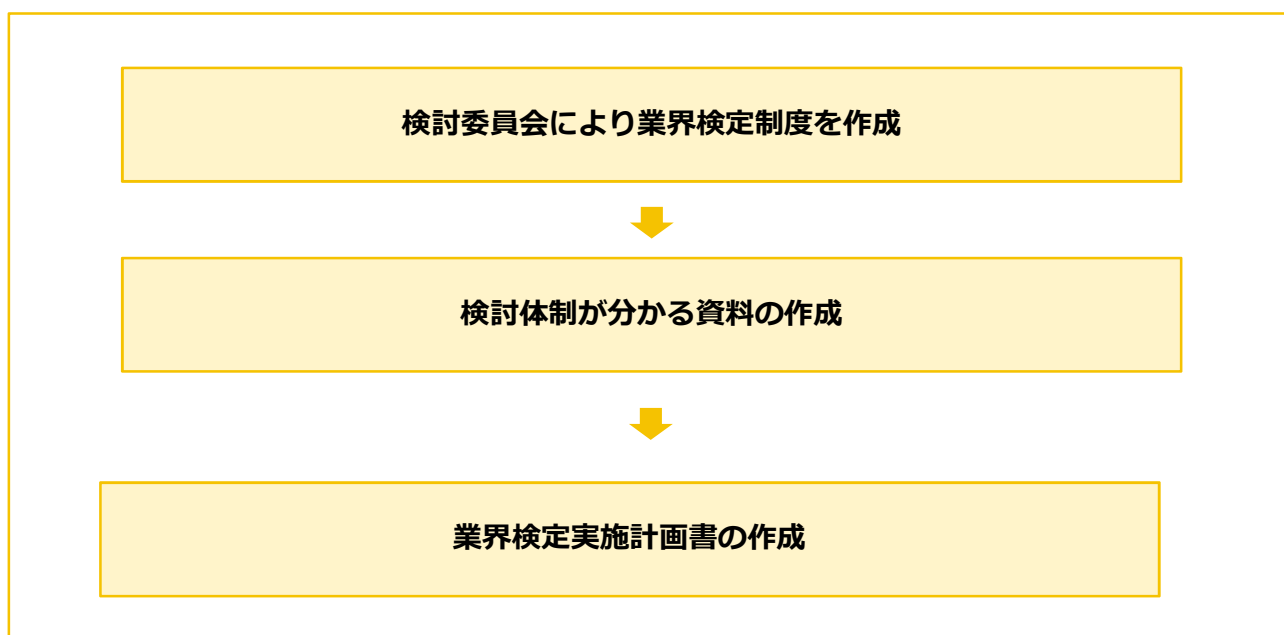 検討委員会により業界検定制度を作成
検討体制が分かる資料の作成
業界検定実施計画書の作成